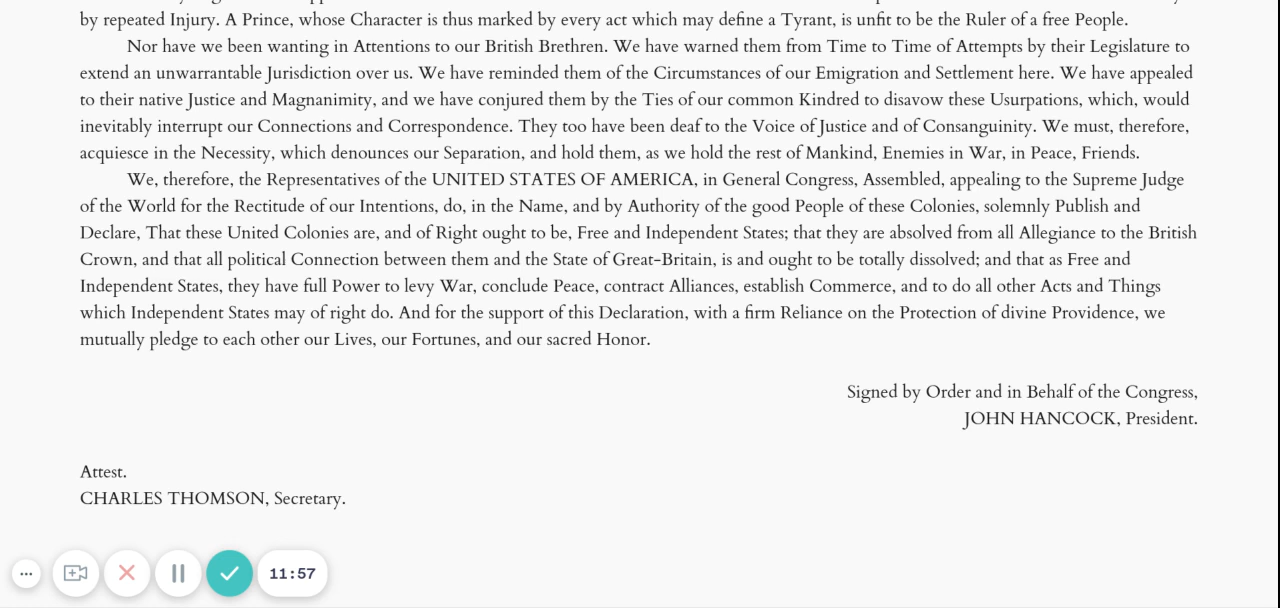 by repeated Injury. A Prince, whose Character is thus marked by every act which may define a Tyrant, is unfit to be the Ruler of a free People.
Nor have we been wanting in Attentions to our British Brethren. We have warned them from Time to Time of Attempts by their Legislature to
extend an unwarrantable Jurisdiction over us. We have reminded them of the Circumstances of our Emigration and Settlement here. We have appealed
to their native Justice and Magnanimity, and we have conjured them by the Ties of our common Kindred to disavow these Usurpations, which, would
inevitably interrupt our Connections and Correspondence. They too have been deaf to the Voice of Justice and of Consanguinity. We must, therefore,
acquiesce in the Necessity, which denounces our Separation, and hold them, as we hold the rest of Mankind, Enemies in War, in Peace, Friends.
We, therefore, the Representatives of the UNITED STATES OF AMERICA, in General Congress, Assembled, appealing to the Supreme Judge
of the World for the Rectitude of our Intentions, do, in the Name, and by Authority of the good People of these Colonies, solemnly Publish and
Declare, That these United Colonies are, and of Right ought to be, Free and Independent States; that they are absolved from all Allegiance to the British
Crown, and that all political Connection between them and the State of Great-Britain, is and ought to be totally dissolved; and that as Free and
Independent States, they have full Power to levy War, conclude Peace, contract Alliances, establish Commerce, and to do all other Acts and Things
which Independent States may of right do. And for the support of this Declaration, with a firm Reliance on the Protection of divine Providence, we
mutually pledge to each other our Lives, our Fortunes, and our sacred Honor.
Signed by Order and in Behalf of the Congress,
JOHN HANCOCK, President.
Attest.
CHARLES THOMSON, Secretary.
11:57